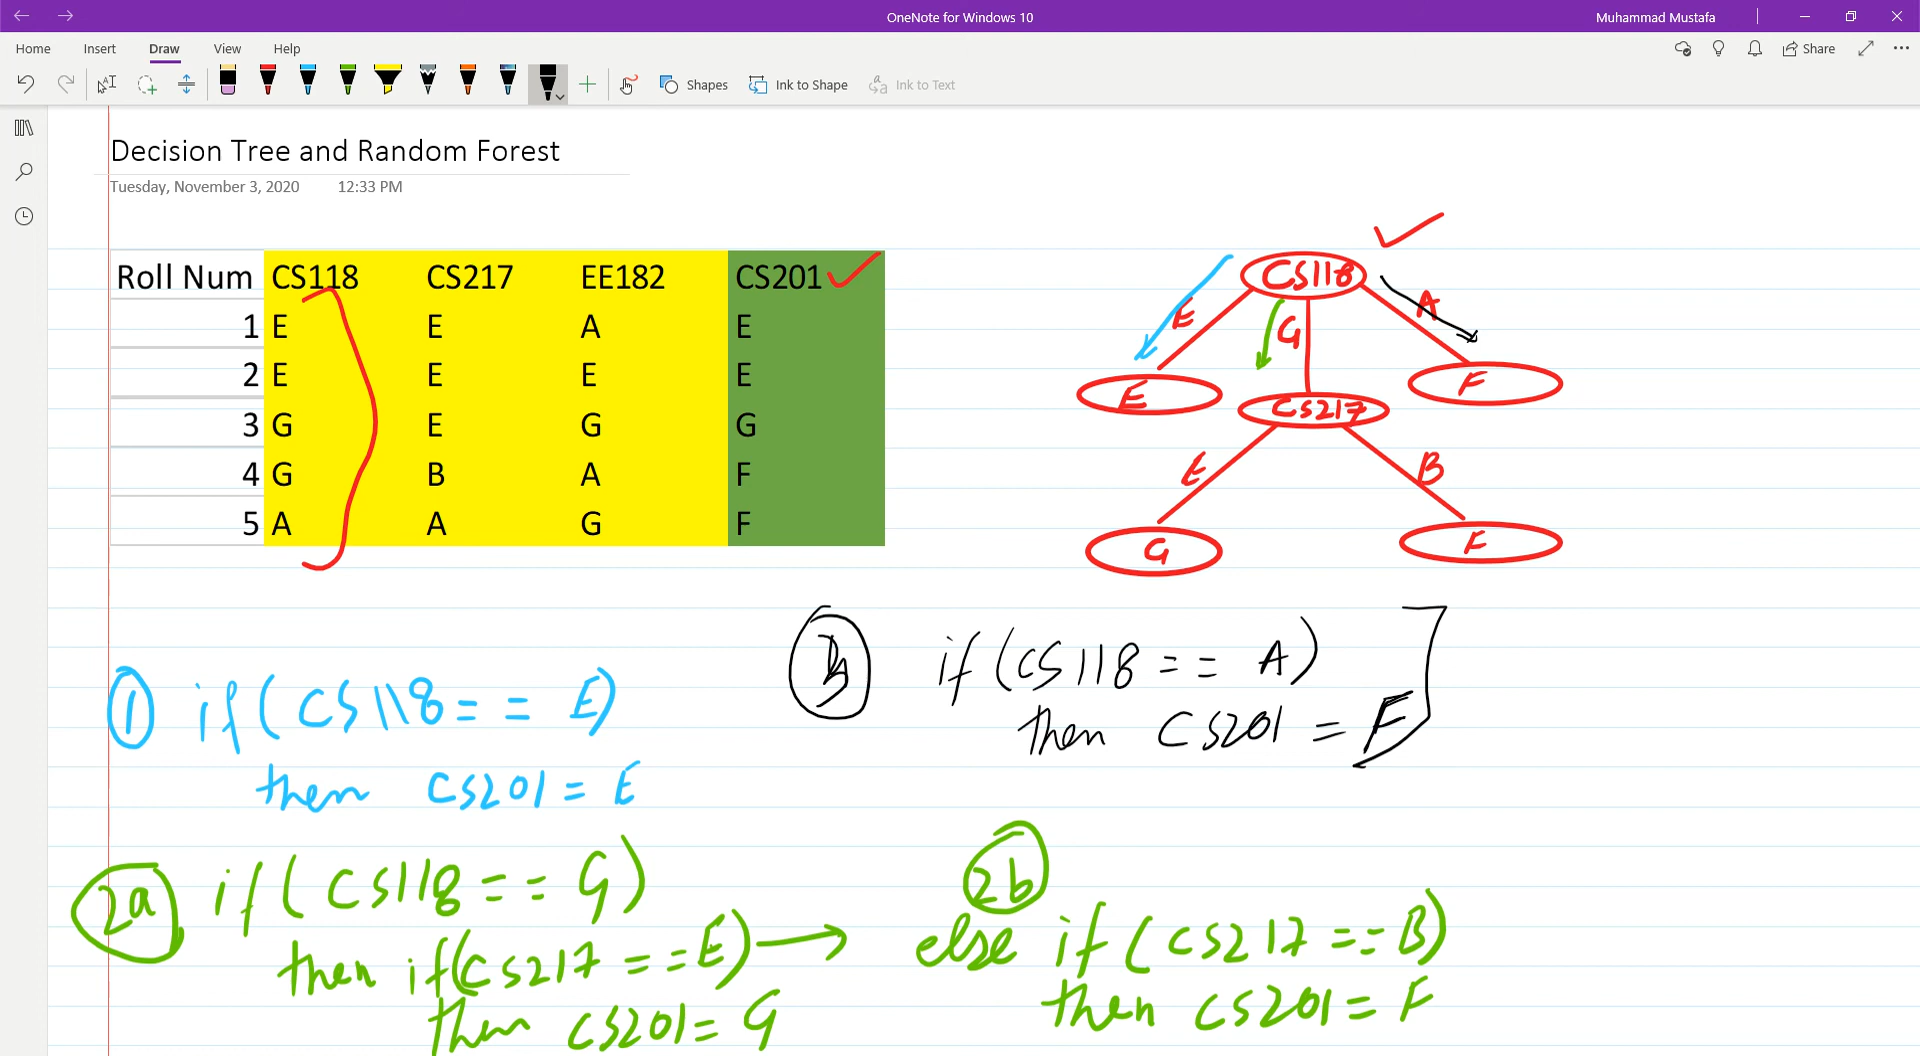 OneNote for Windows 10
Muhammad Mustafa
Home Insert Draw View Help
Share
Shapes Ink to Shape Ink to Text
Decision Tree and Random Forest
Tuesday, November 3, 2020 12:33 PM
Roll Num CS118 CS217 EE182 CS201
1 E E A E
2 E E E E
3 G E G G
4 G B A F
5 A A G F
CS118
E G A
E CS217 F
E B
G F
① if (CS118 == E)
then CS201 = E
if (CS118 == A)
then CS201 = F
2a if (CS118 == G)
then if (CS217 == E) →
then CS201 = G
2b
else if (CS217 == B)
then CS201 = F